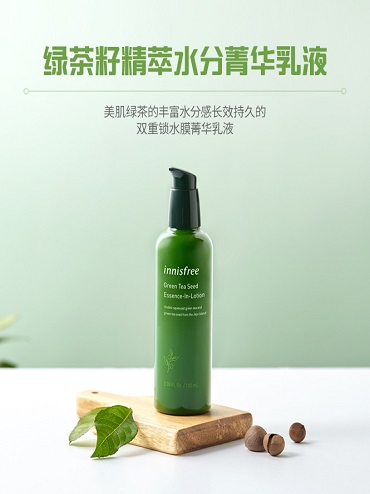 绿茶籽精萃水分菁华乳液
美肌绿茶的丰富水分感长效持久的
双重锁水膜菁华乳液
innisfree
Green Tea Seed
Essence-In-Lotion